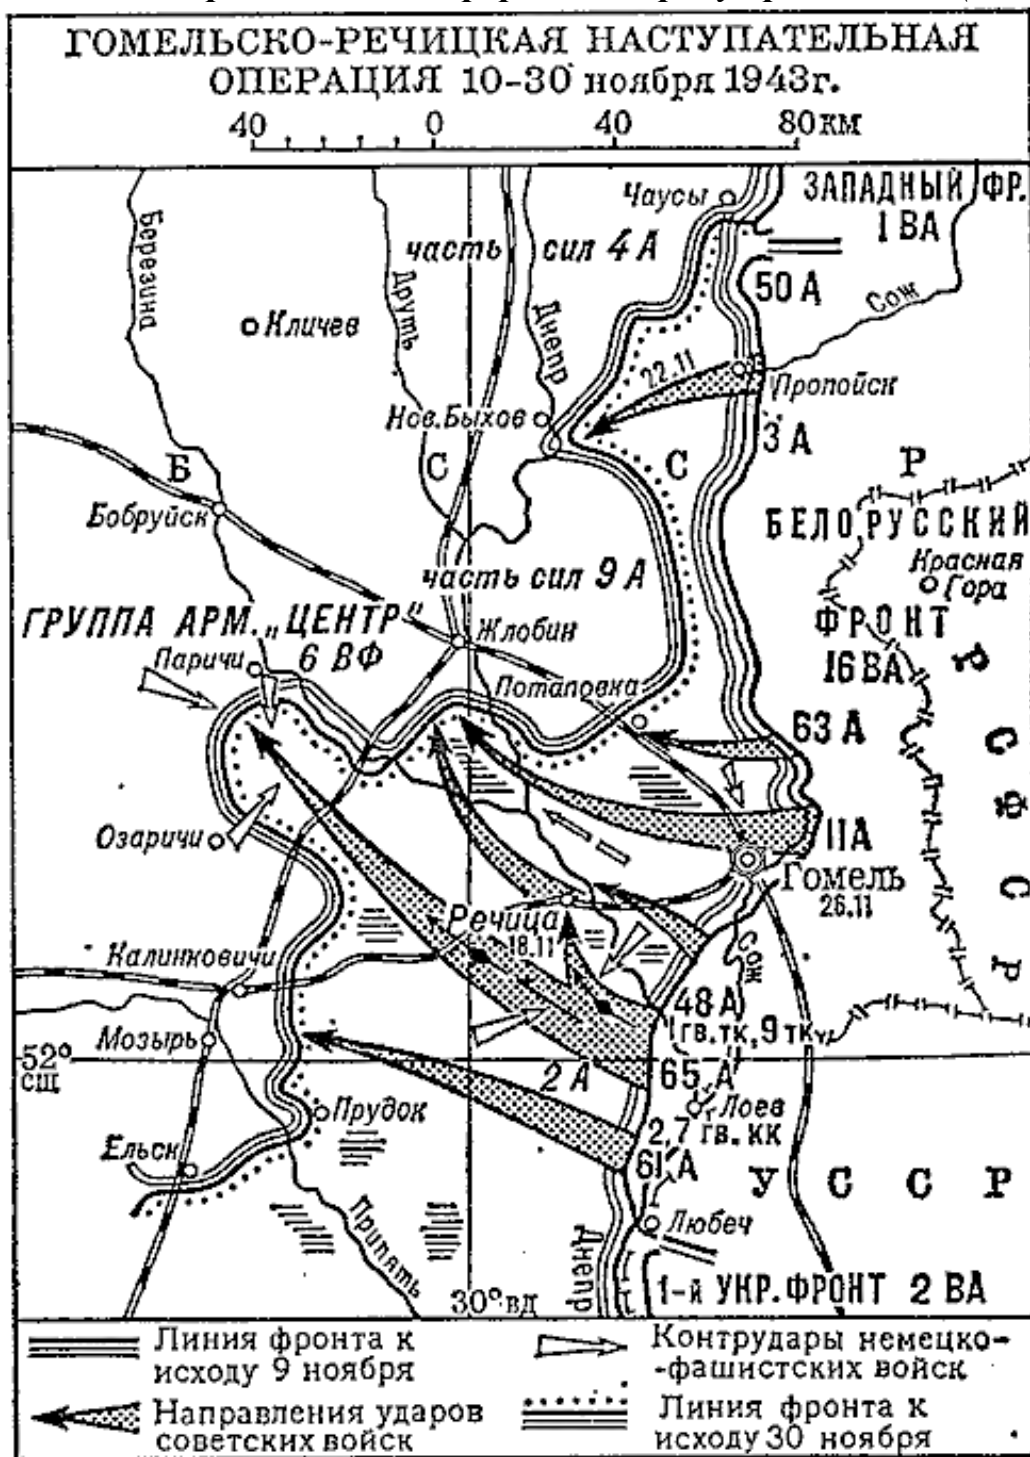 ГОМЕЛЬСКО-РЕЧИЦКАЯ НАСТУПАТЕЛЬНАЯ
ОПЕРАЦИЯ 10-30 ноября 1943г.
40 0 40 80 км
Чаусы
ЗАПАДНЫЙ ФР.
1 ВА
Березина
часть сил 4 А
50 А
Сож
Друть
Днепр
Кличев
22.11
Пропойск
Нов.Быхов
3 А
Б С С Р
Бобруйск
БЕЛОРУССКИЙ
Красная
Гора
часть сил 9 А
ФРОНТ
ГРУППА АРМ. „ЦЕНТР"
6 ВФ
Жлобин
Паричи
16 ВА
Потаповка
63 А
Р С Ф С Р
Озаричи
11 А
Гомель
26.11
Речица
18.11
Сож
Калинковичи
48 А
1 гв.тк, 9 тк
Мозырь
52°
сш
2 А
65 А
Лоев
Прудок
2,7
гв. кк
Ельск
61 А
У С С Р
Любеч
Припять
Днепр
30° вд
1-й УКР. ФРОНТ 2 ВА
Линия фронта к
исходу 9 ноября
Контрудары немецко-
-фашистских войск
Направления ударов
советских войск
Линия фронта к
исходу 30 ноября